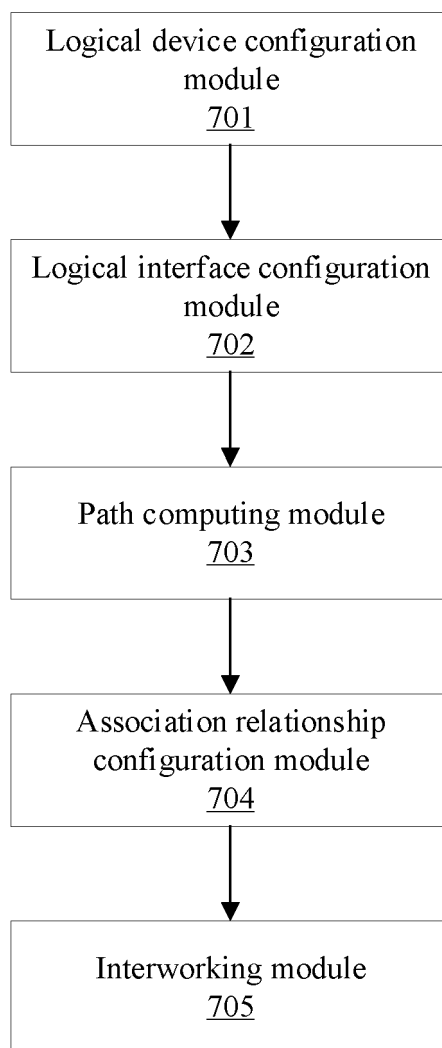 Logical device configuration
module
701
Logical interface configuration
module
702
Path computing module
703
Association relationship
configuration module
704
Interworking module
705